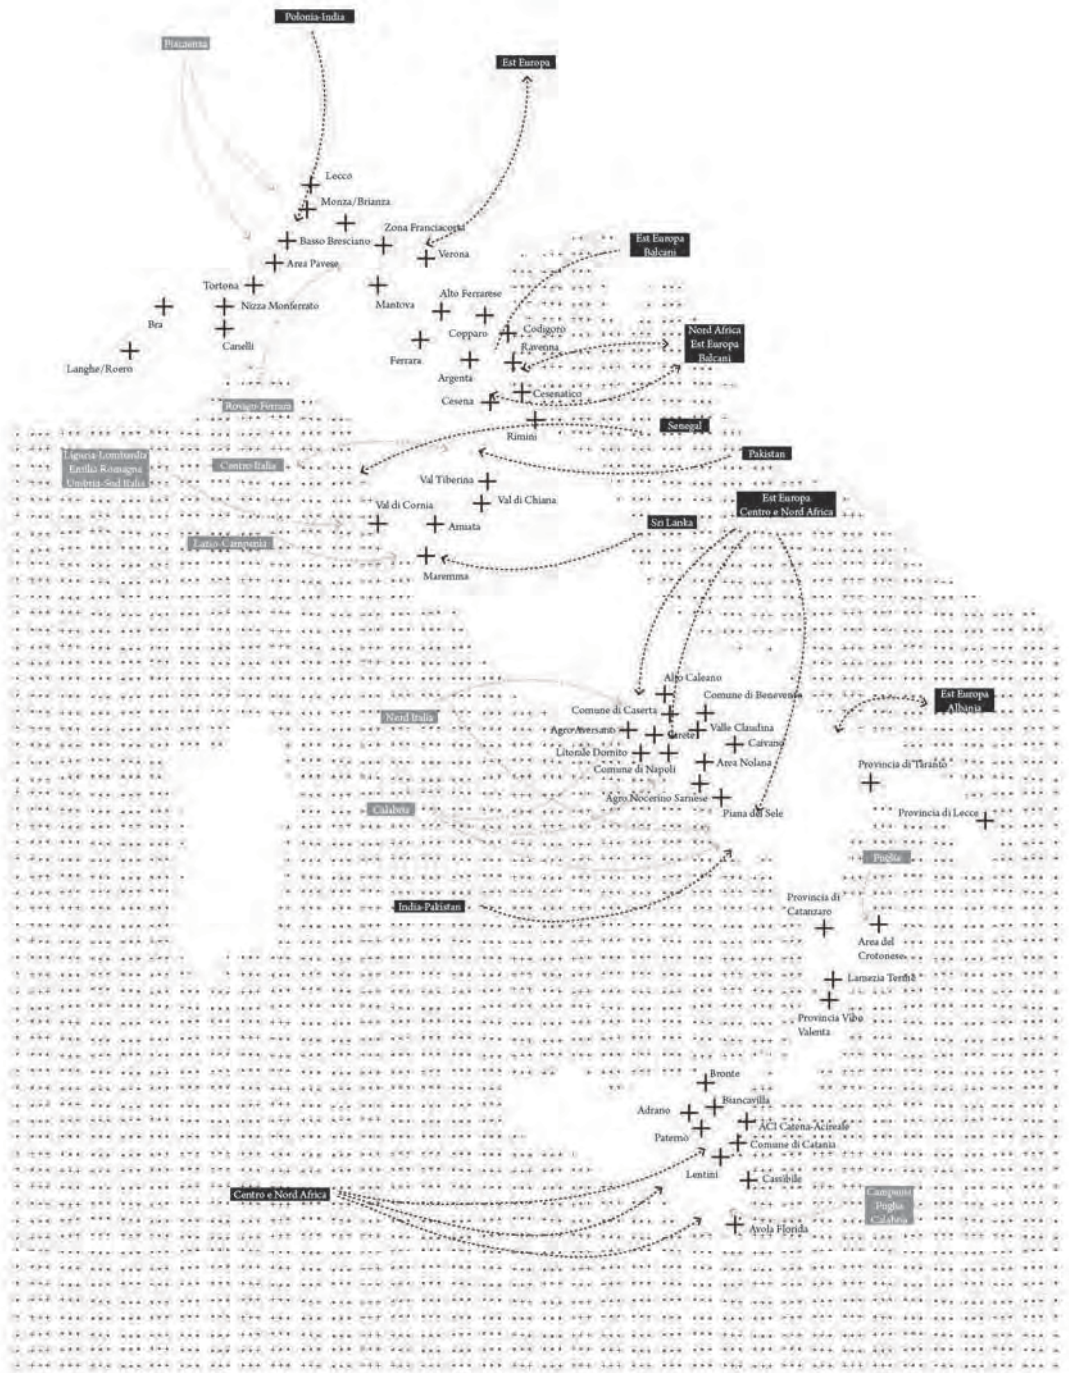 Polonia-India
Piacenza
Est Europa
Lecco
Monza/Brianza
Zona Franciacorta
Basso Bresciano
Verona
Est Europa
Balcani
Area Pavese
Tortona
Mantova
Alto Ferrarese
Bra
Nizza Monferrato
Copparo
Codigoro
Nord Africa
Est Europa
Balcani
Canelli
Ferrara
Ravenna
Langhe/Roero
Argenta
Cesenatico
Cesena
Rovigo-Ferrara
Rimini
Senegal
Liguria-Lombardia
Emilia Romagna
Umbria-Sud Italia
Centro Italia
Pakistan
Val Tiberina
Val di Cornia
Val di Chiana
Est Europa
Centro e Nord Africa
Amiata
Sri Lanka
Lazio-Campania
Maremma
Alto Caleano
Comune di Benevento
Est Europa
Albania
Nord Italia
Comune di Caserta
Agro Aversano
Valle Claudina
Caivano
Litorale Domito
Comune di Napoli
Area Nolana
Provincia di Taranto
Agro Nocerino Sarnese
Calabria
Piana del Sele
Provincia di Lecce
Puglia
India-Pakistan
Provincia di
Catanzaro
Area del
Crotonese
Lamezia Terme
Provincia Vibo
Valenta
Bronte
Biancavilla
Adrano
ACI Catena-Acireale
Paternò
Comune di Catania
Lentini
Cassibile
Centro e Nord Africa
Campania
Puglia
Calabria
Avola Florida